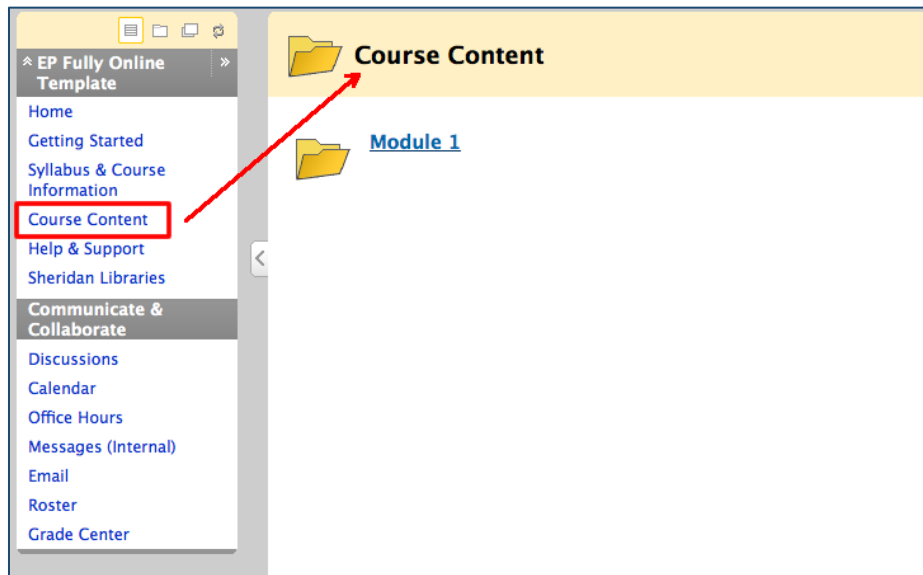 EP Fully Online
Template
Home
Getting Started
Syllabus & Course
Information
Course Content
Help & Support
Sheridan Libraries
Communicate &
Collaborate
Discussions
Calendar
Office Hours
Messages (Internal)
Email
Roster
Grade Center
Course Content
Module 1